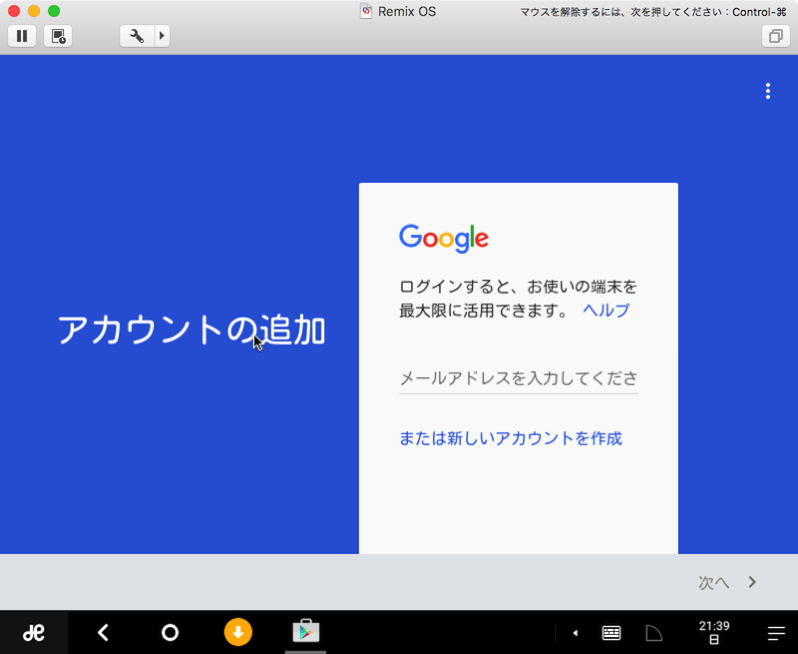 Remix OS
マウスを解除するには、次を押してください：Control-⌘
Google
ログインすると、お使いの端末を
最大限に活用できます。 ヘルプ
アカウントの追加
メールアドレスを入力してくださ
または新しいアカウントを作成
次へ
21:39
日